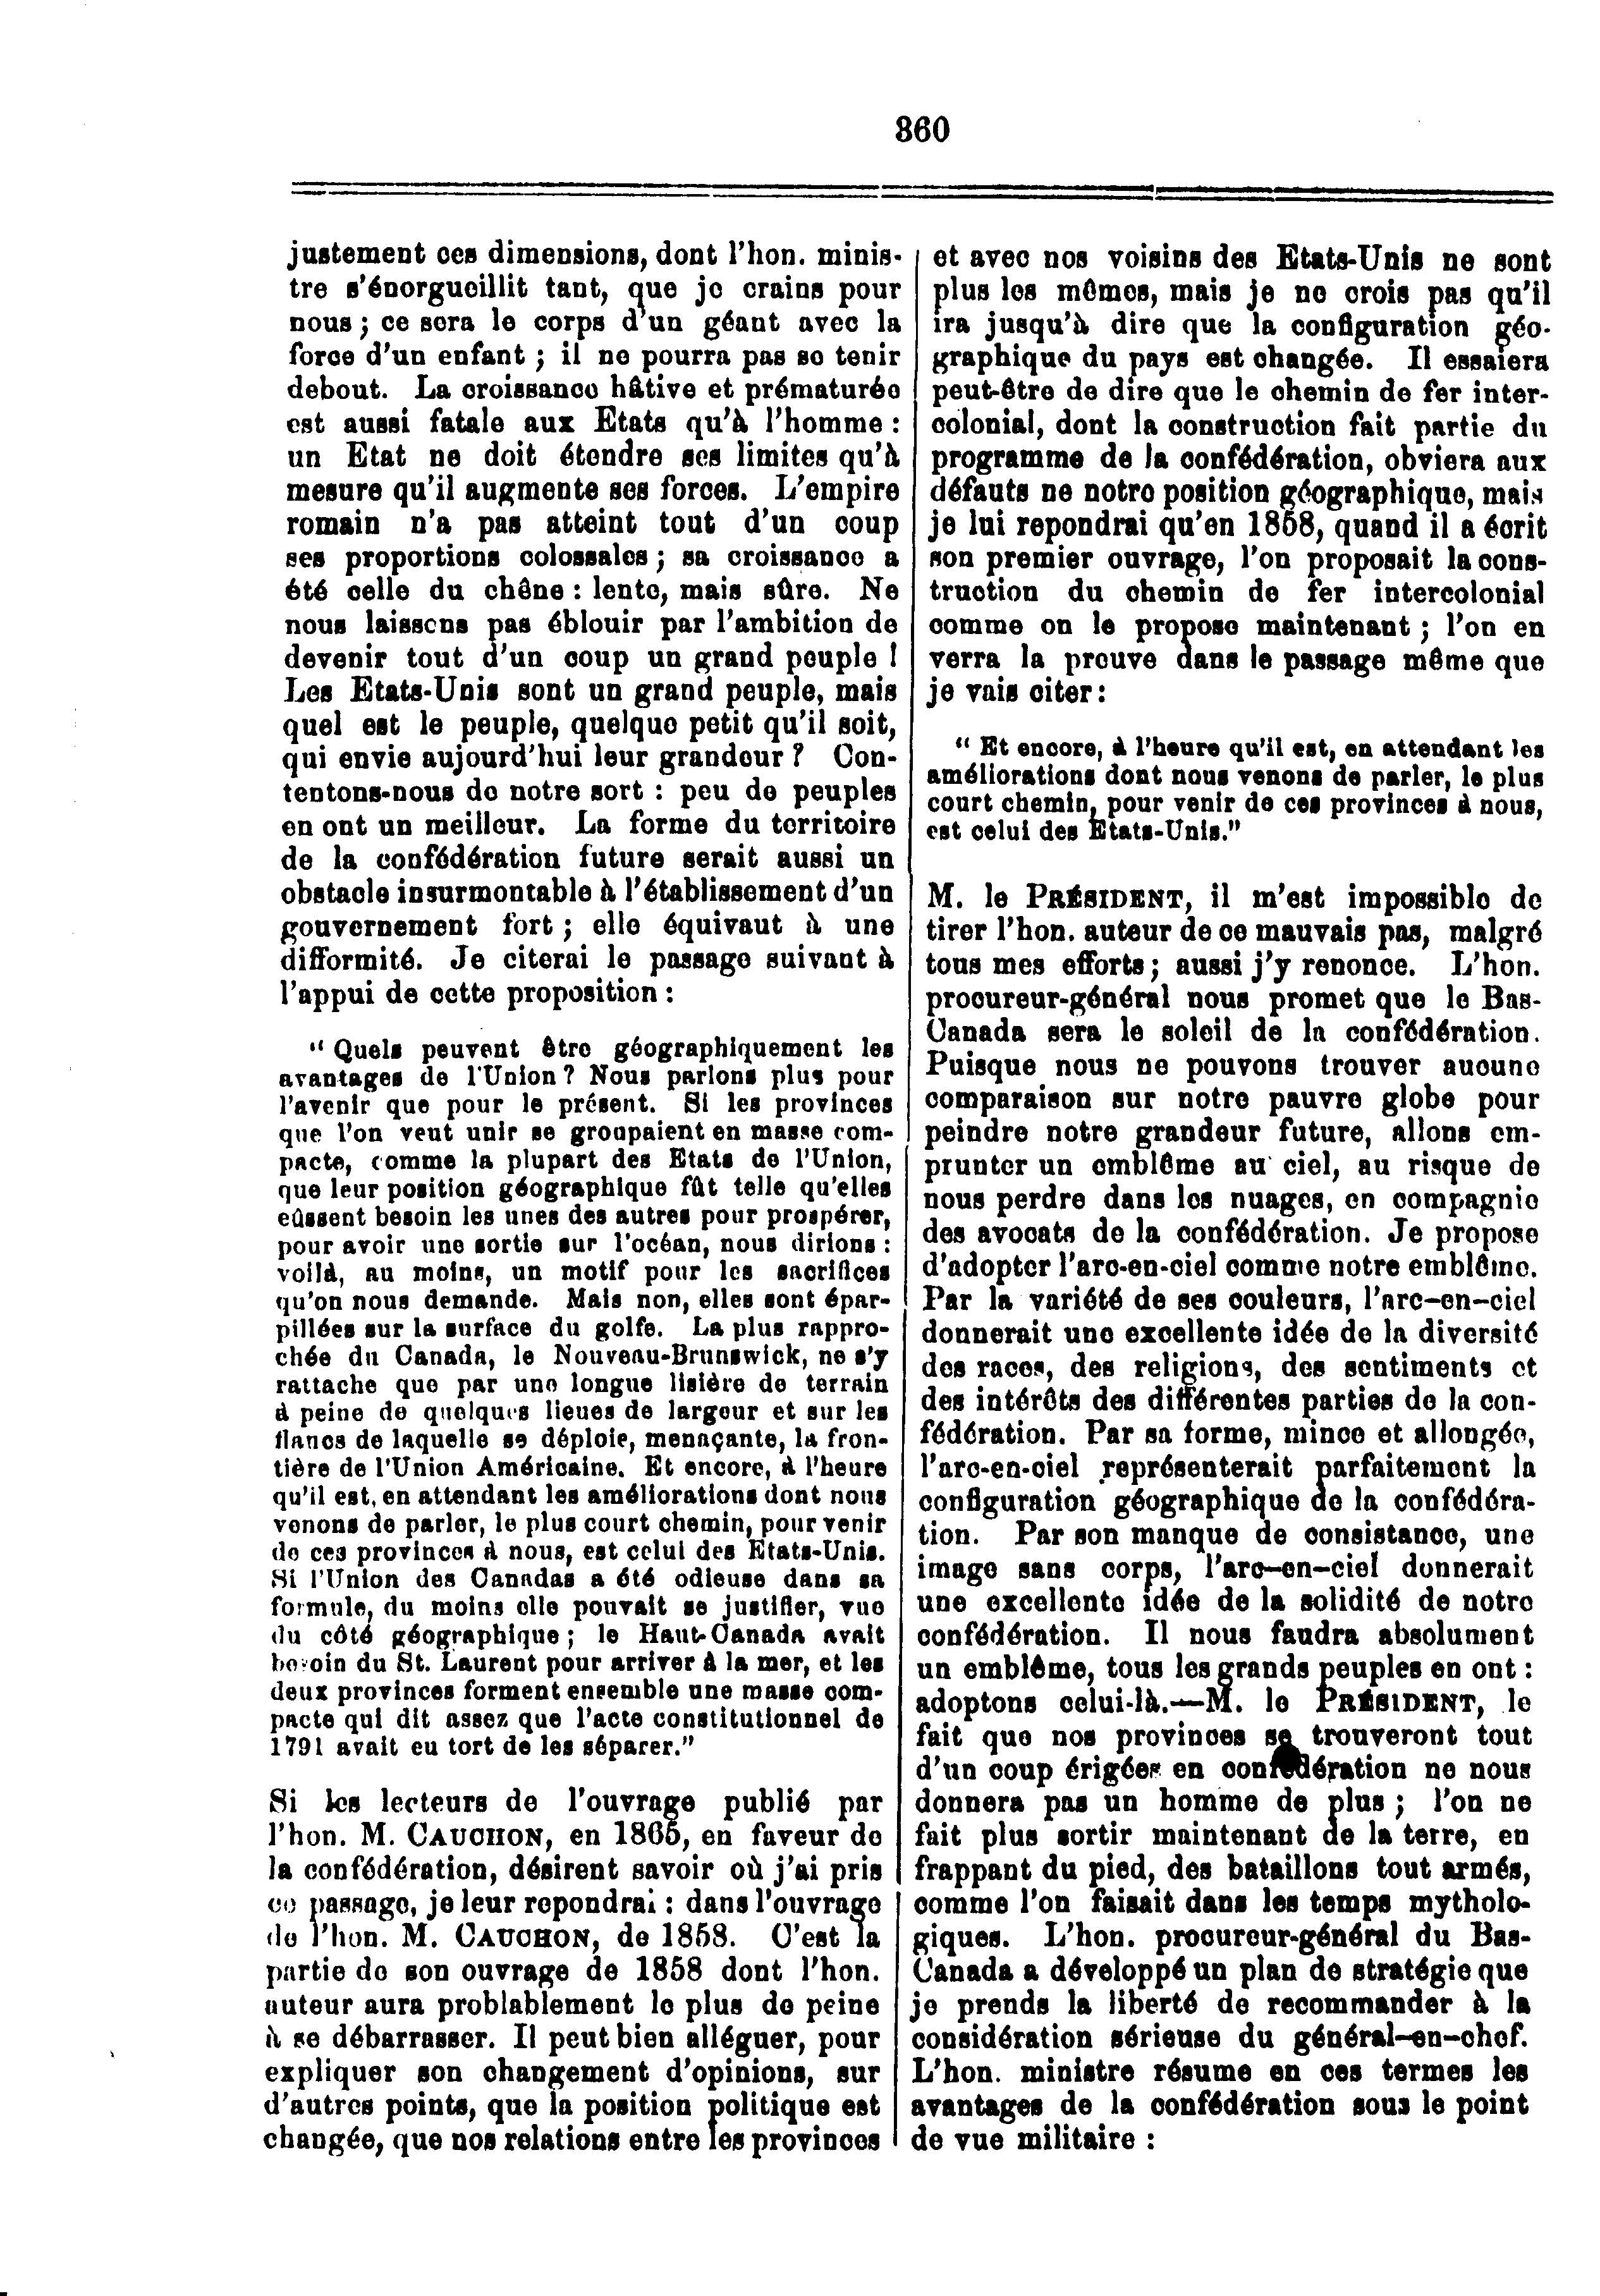 860
justement ces dimensions, dont l'hon. minis-
tre s'énorgueillit tant, que je crains pour
nous ; ce sera le corps d'un géant avec la
force d'un enfant ; il ne pourra pas se tenir
debout. La croissance hâtive et prématurée
est aussi fatale aux Etats qu'à l'homme :
un Etat ne doit étendre ses limites qu'à
mesure qu'il augmente ses forces. L'empire
romain n'a pas atteint tout d'un coup
ses proportions colossales ; sa croissance a
été celle du chêne : lente, mais sûre. Ne
nous laissons pas éblouir par l'ambition de
devenir tout d'un coup un grand peuple !
Les Etats-Unis sont un grand peuple, mais
quel est le peuple, quelque petit qu'il soit,
qui envie aujourd'hui leur grandeur ? Con-
tentons-nous de notre sort : peu de peuples
en ont un meilleur. La forme du territoire
de la confédération future serait aussi un
obstacle insurmontable à l'établissement d'un
gouvernement fort ; elle équivaut à une
difformité. Je citerai le passage suivant à
l'appui de cette proposition :
" Quels peuvent être géographiquement les
avantages de l'Union ? Nous parlons plus pour
l'avenir que pour le présent. Si les provinces
que l'on veut unir se groupaient en masse com-
pacte, comme la plupart des Etats de l'Union,
que leur position géographique fût telle qu'elles
eûssent besoin les unes des autres pour prospérer,
pour avoir une sortie sur l'océan, nous dirions :
voilà, au moins, un motif pour les sacrifices
qu'on nous demande. Mais non, elles sont épar-
pillées sur la surface du golfe. La plus rappro-
chée du Canada, le Nouveau-Brunswick, ne s'y
rattache que par une longue lisière de terrain
à peine de quelques lieues de largeur et sur les
flancs de laquelle se déploie, menaçante, la fron-
tière de l'Union Américaine. Et encore, à l'heure
qu'il est, en attendant les améliorations dont nous
venons de parler, le plus court chemin, pour venir
de ces provinces à nous, est celui des Etats-Unis.
Si l'Union des Canadas a été odieuse dans sa
formule, du moins elle pouvait se justifier, vue
du côté géographique ; le Haut-Canada avait
besoin du St. Laurent pour arriver à la mer, et les
deux provinces forment ensemble une masse com-
pacte qui dit assez que l'acte constitutionnel de
1791 avait eu tort de les séparer."
Si les lecteurs de l'ouvrage publié par
l'hon. M. CAUCHON, en 1865, en faveur de
la confédération, désirent savoir où j'ai pris
ce passage, je leur repondrai : dans l'ouvrage
de l'hon. M. CAUCHON, de 1858. C'est la
partie de son ouvrage de 1858 dont l'hon.
auteur aura problablement le plus de peine
à se débarrasser. Il peut bien alléguer, pour
expliquer son changement d'opinions, sur
d'autres points, que la position politique est
changée, que nos relations entre les provinces
et avec nos voisins des Etats-Unis ne sont
plus les mêmes, mais je ne crois pas qu'il
ira jusqu'à dire que la configuration géo-
graphique du pays est changée. Il essaiera
peut-être de dire que le chemin de fer inter-
colonial, dont la construction fait partie du
programme de la confédération, obviera aux
défauts ne notre position géographique, mais
je lui repondrai qu'en 1858, quand il a écrit
son premier ouvrage, l'on proposait la cons-
truction du chemin de fer intercolonial
comme on le propose maintenant ; l'on en
verra la preuve dans le passage même que
je vais citer :
" Et encore, à l'heure qu'il est, en attendant les
améliorations dont nous venons de parler, le plus
court chemin, pour venir de ces provinces à nous,
est celui des Etats-Unis."
M. le PRÉSIDENT, il m'est impossible de
tirer l'hon. auteur de ce mauvais pas, malgré
tous mes efforts ; aussi j'y renonce. L'hon.
procureur-général nous promet que le Bas-
Canada sera le soleil de la confédération.
Puisque nous ne pouvons trouver aucune
comparaison sur notre pauvre globe pour
peindre notre grandeur future, allons em-
prunter un emblême au ciel, au risque de
nous perdre dans les nuages, en compagnie
des avocats de la confédération. Je propose
d'adopter l'arc-en-ciel comme notre emblême.
Par la variété de ses couleurs, l'arc-en-ciel
donnerait une excellente idée de la diversité
des races, des religions, des sentiments et
des intérêts des différentes parties de la con-
fédération. Par sa forme, mince et allongée,
l'arc-en-ciel représenterait parfaitement la
configuration géographique de la confédéra-
tion. Par son manque de consistance, une
image sans corps, l'arc-en-ciel donnerait
une excellente idée de la solidité de notre
confédération. Il nous faudra absolument
un emblême, tous les grands peuples en ont :
adoptons celui-là.—M. le PRÉSIDENT, le
fait que nos provinces se trouveront tout
d'un coup érigées en confédération ne nous
donnera pas un homme de plus ; l'on ne
fait plus sortir maintenant de la terre, en
frappant du pied, des bataillons tout armés,
comme l'on faisait dans les temps mytholo-
giques. L'hon. procureur-général du Bas-
Canada a développé un plan de stratégie que
je prends la liberté de recommander à la
considération sérieuse du général-en-chef.
L'hon. ministre résume en ces termes les
avantages de la confédération sous le point
de vue militaire :